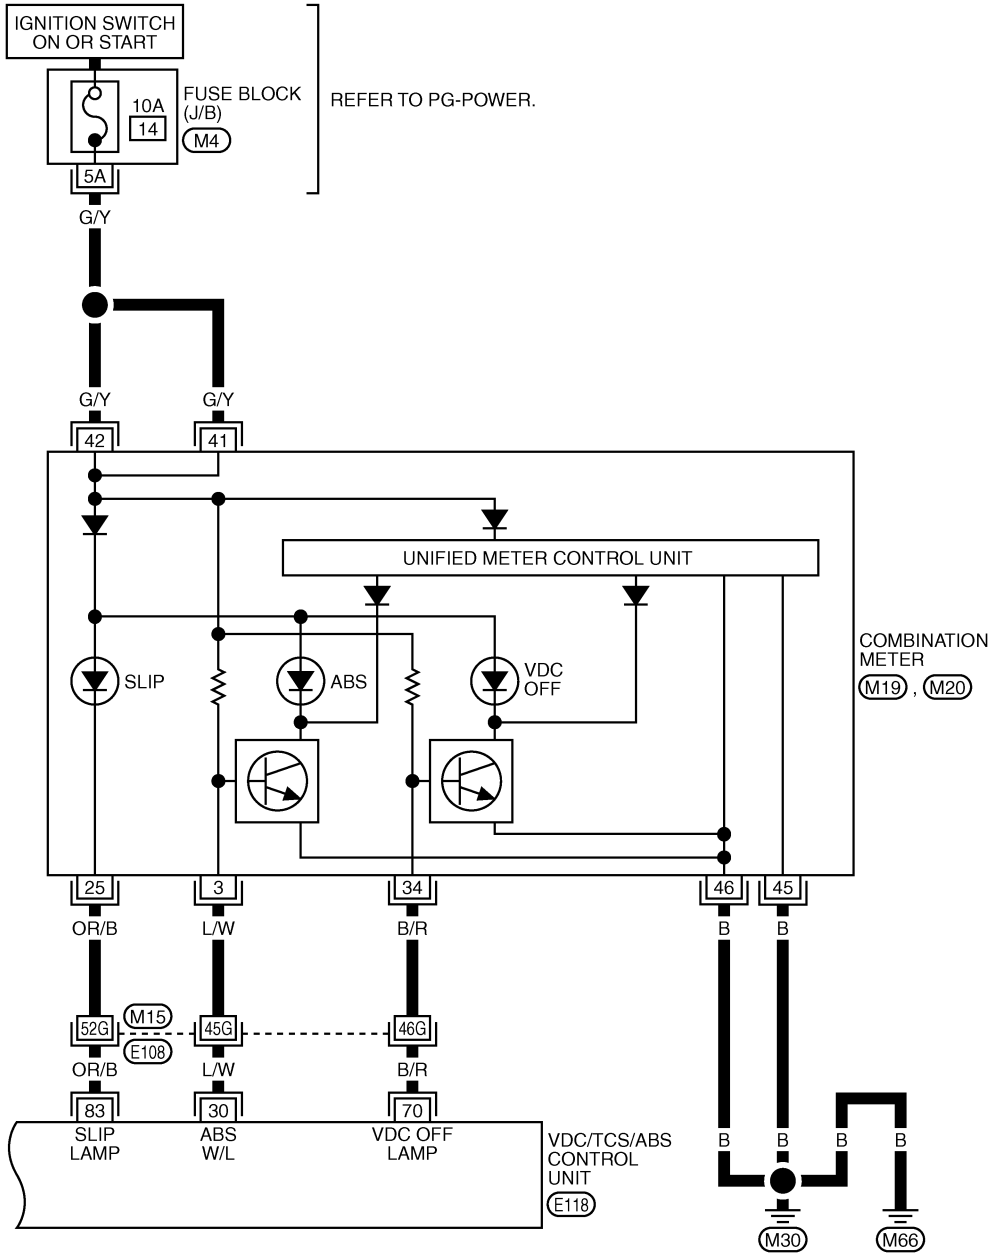 IGNITION SWITCH
ON OR START
FUSE BLOCK
(J/B)
10A
14
M4
REFER TO PG-POWER.
5A
G/Y
G/Y
G/Y
42
41
UNIFIED METER CONTROL UNIT
COMBINATION
METER
M19 , M20
SLIP
ABS
VDC
OFF
25
3
34
46
45
OR/B
L/W
B/R
B
B
M15
52G
45G
46G
E108
OR/B
L/W
B/R
83
30
70
SLIP
LAMP
ABS
W/L
VDC OFF
LAMP
VDC/TCS/ABS
CONTROL
UNIT
E118
B
B
B
B
M30
M66